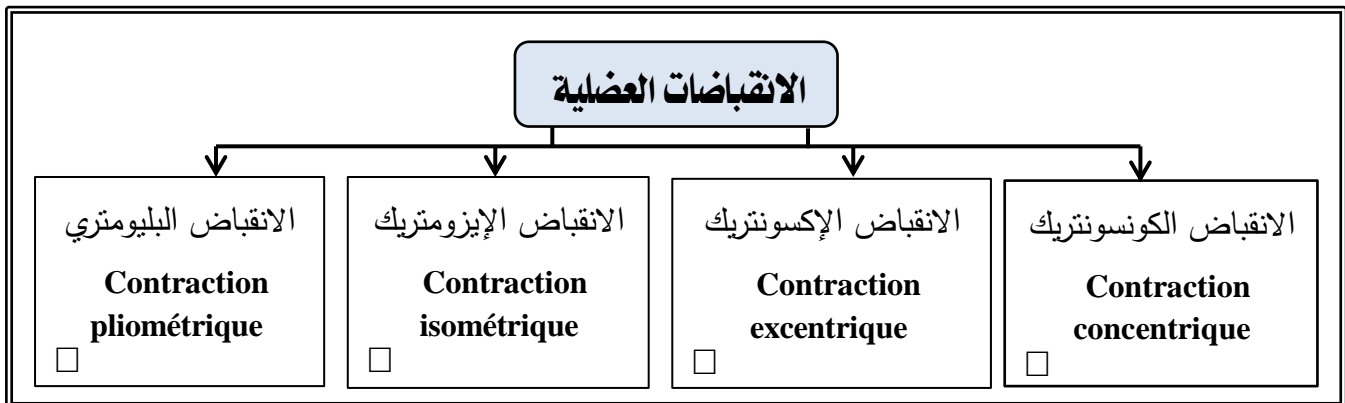 الانقباضات العضلية
الانقباض الكونسونتريك
Contraction
concentrique
الانقباض الإكسونتريك
Contraction
excentrique
الانقباض الإيزومتريك
Contraction
isométrique
الانقباض البليومتري
Contraction
pliométrique